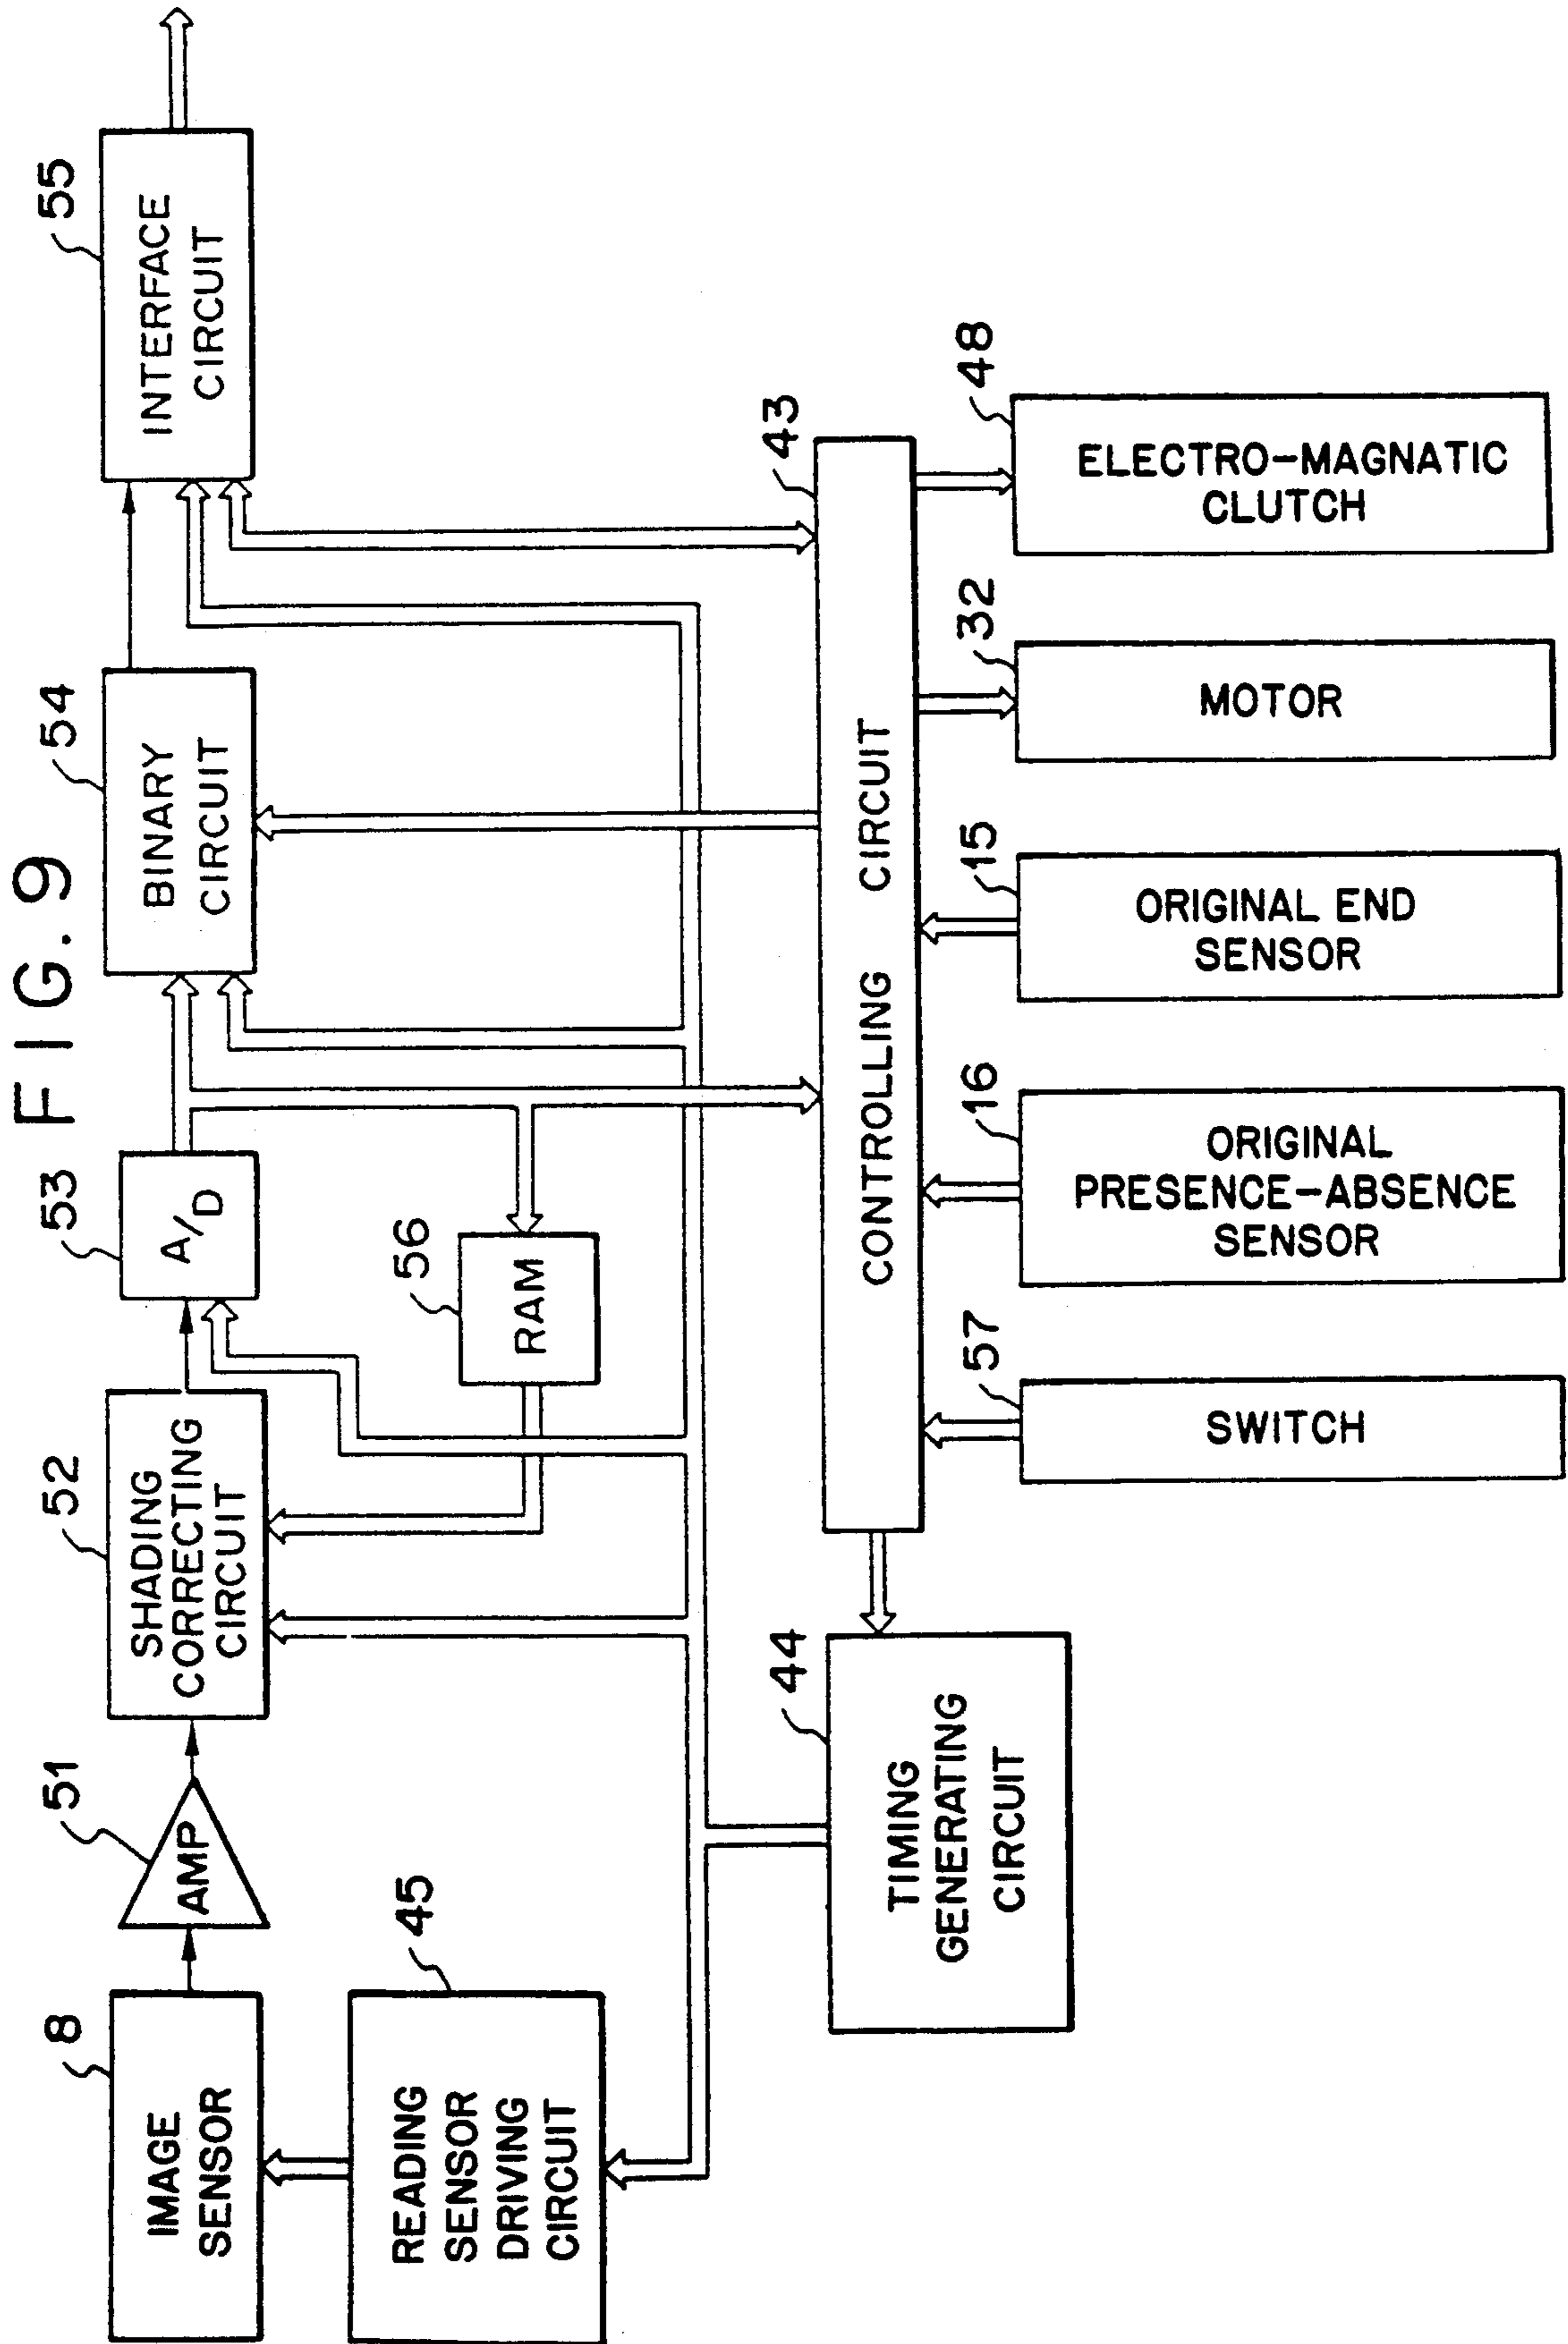 FIG. 9
8
IMAGE
SENSOR
51
AMP
52
SHADING
CORRECTING
CIRCUIT
53
A/D
54
BINARY
CIRCUIT
55
INTERFACE
CIRCUIT
45
READING
SENSOR
DRIVING
CIRCUIT
56
RAM
44
TIMING
GENERATING
CIRCUIT
43
CONTROLLING CIRCUIT
57
SWITCH
16
ORIGINAL
PRESENCE-ABSENCE
SENSOR
15
ORIGINAL END
SENSOR
32
MOTOR
48
ELECTRO-MAGNATIC
CLUTCH